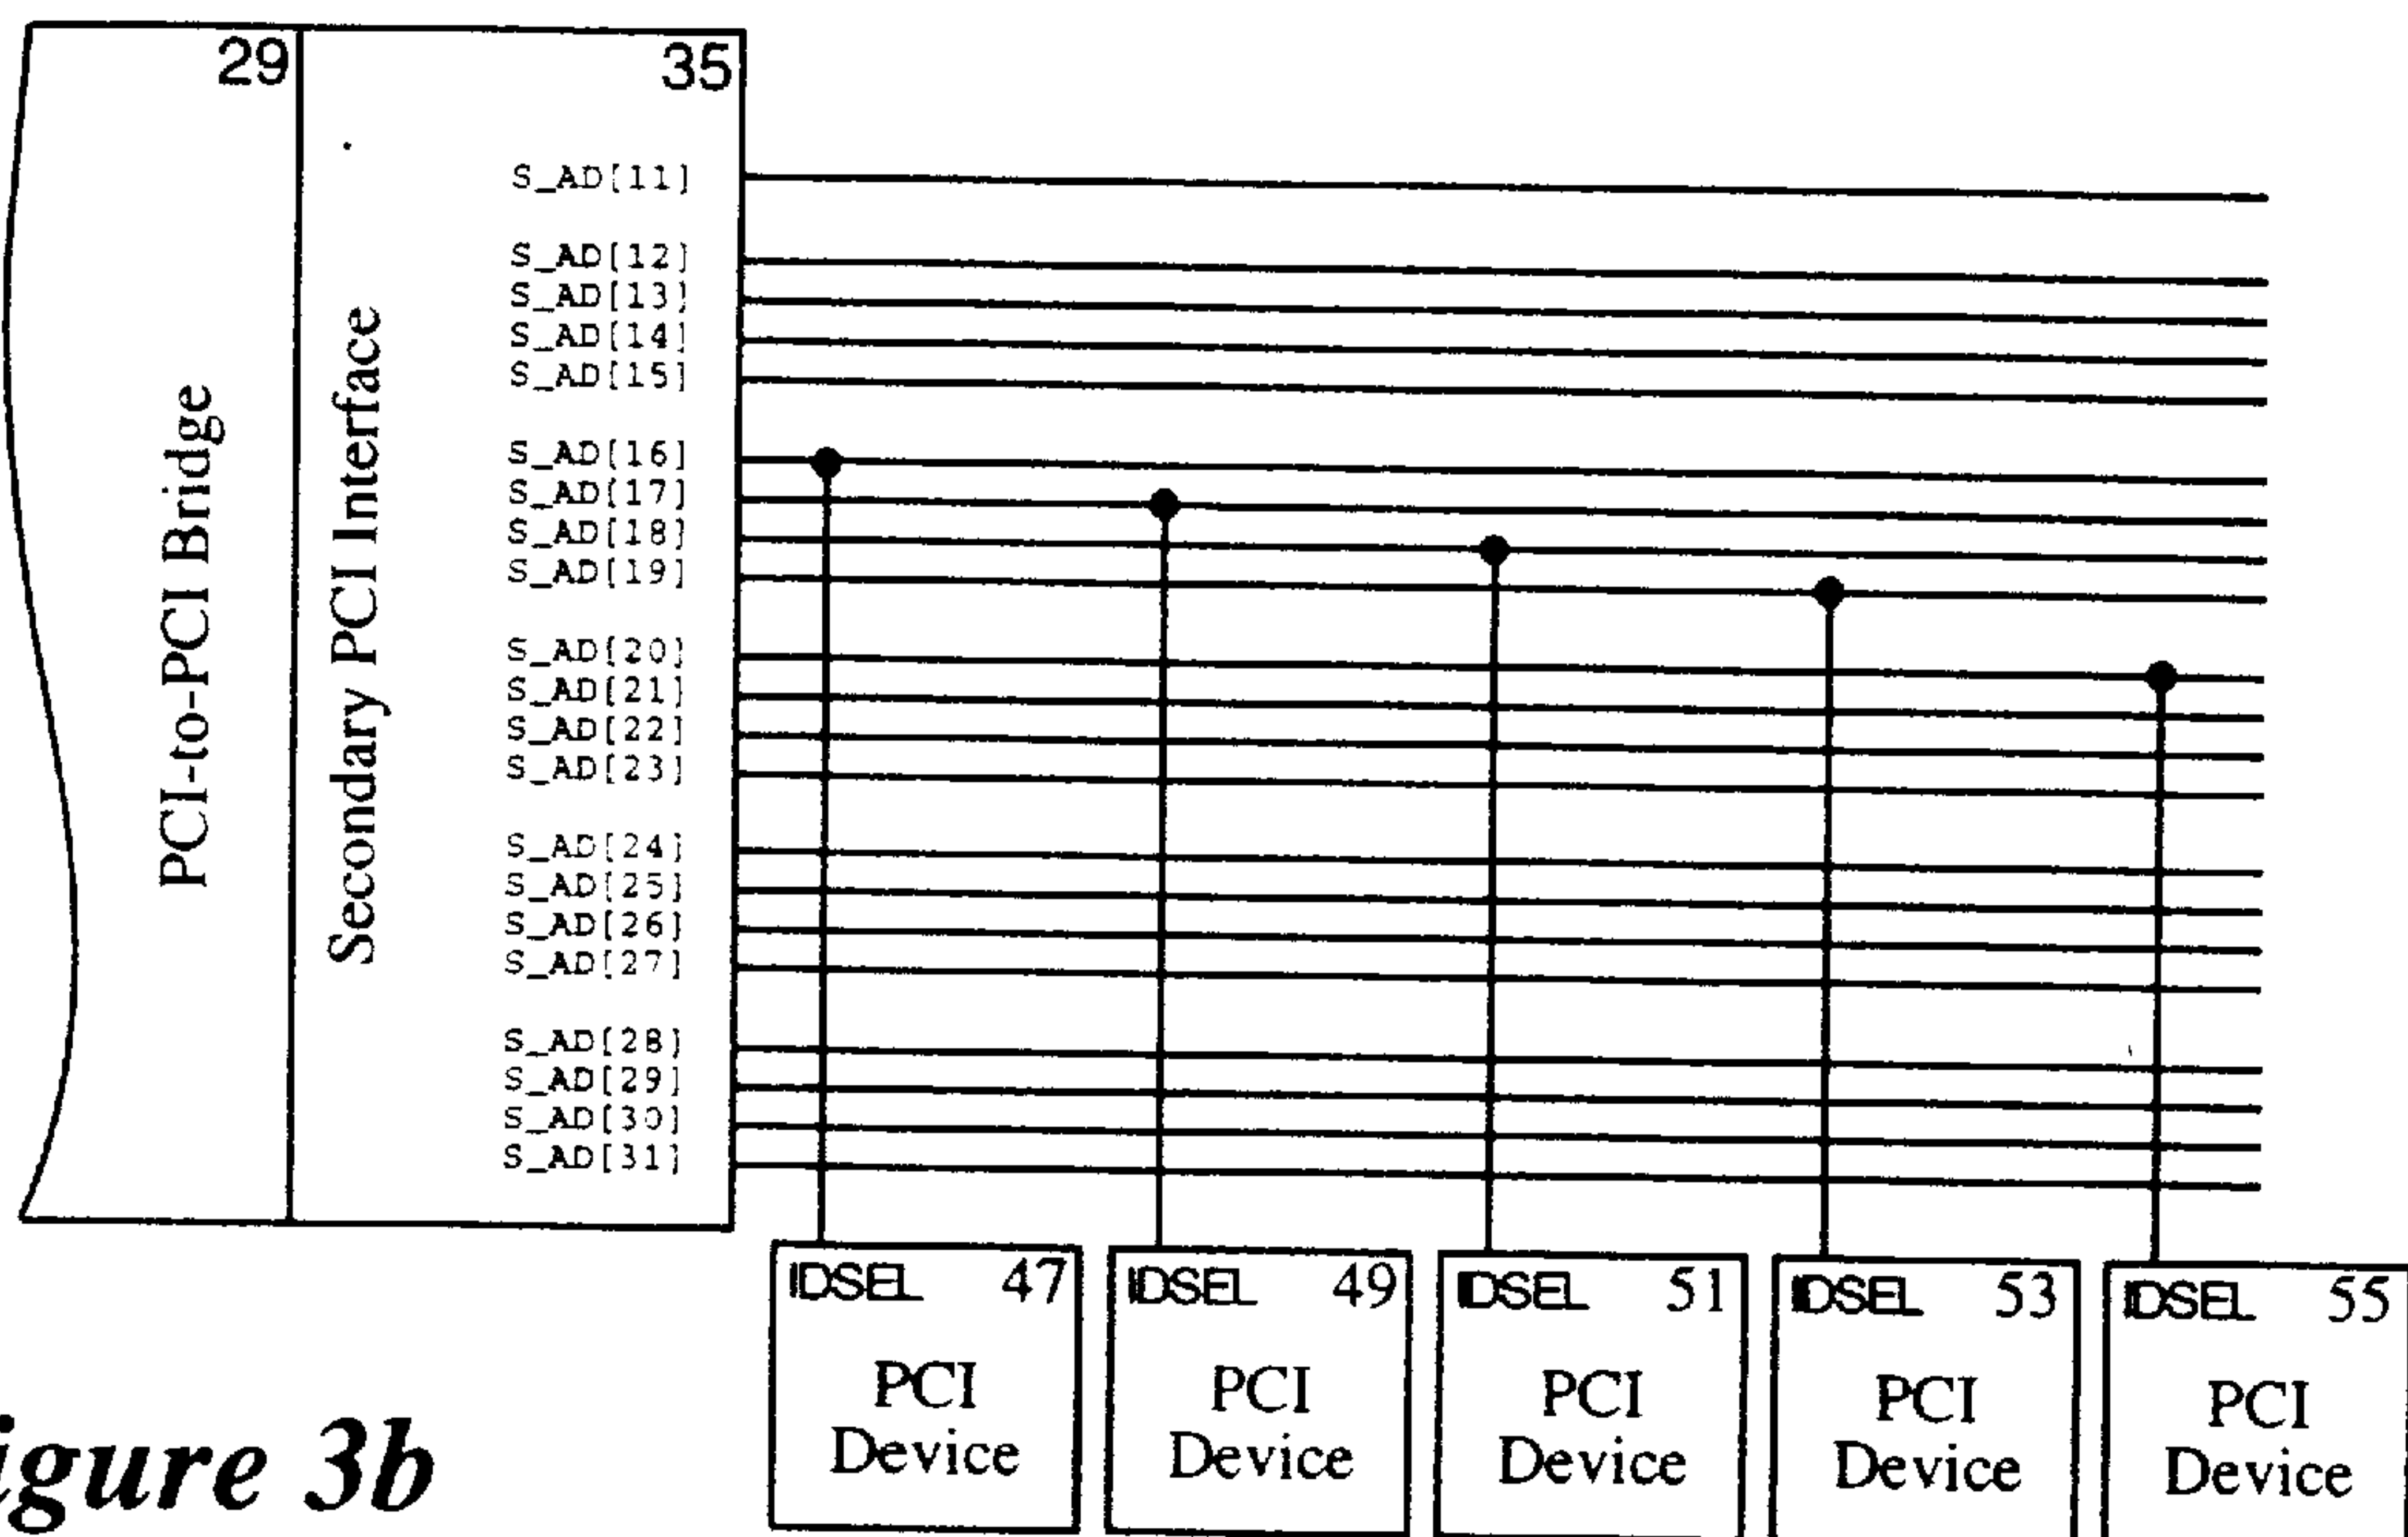 29
35
PCI-to-PCI Bridge
Secondary PCI Interface
S_AD[11]
S_AD[12]
S_AD[13]
S_AD[14]
S_AD[15]
S_AD[16]
S_AD[17]
S_AD[18]
S_AD[19]
S_AD[20]
S_AD[21]
S_AD[22]
S_AD[23]
S_AD[24]
S_AD[25]
S_AD[26]
S_AD[27]
S_AD[28]
S_AD[29]
S_AD[30]
S_AD[31]
IDSEL 47
PCI
Device
IDSEL 49
PCI
Device
IDSEL 51
PCI
Device
IDSEL 53
PCI
Device
IDSEL 55
PCI
Device
igure 3b